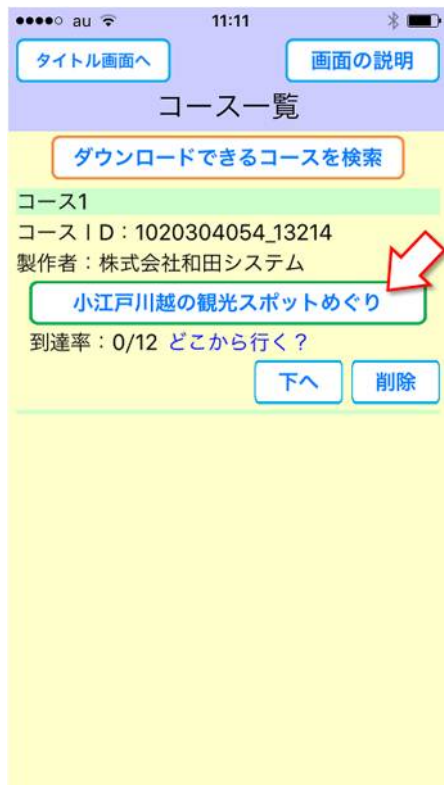 au 11:11
タイトル画面へ 画面の説明
コース一覧
ダウンロードできるコースを検索
コース1
コースID:1020304054_13214
製作者:株式会社和田システム
小江戸川越の観光スポットめぐり
到達率:0/12 どこから行く?
下へ 削除